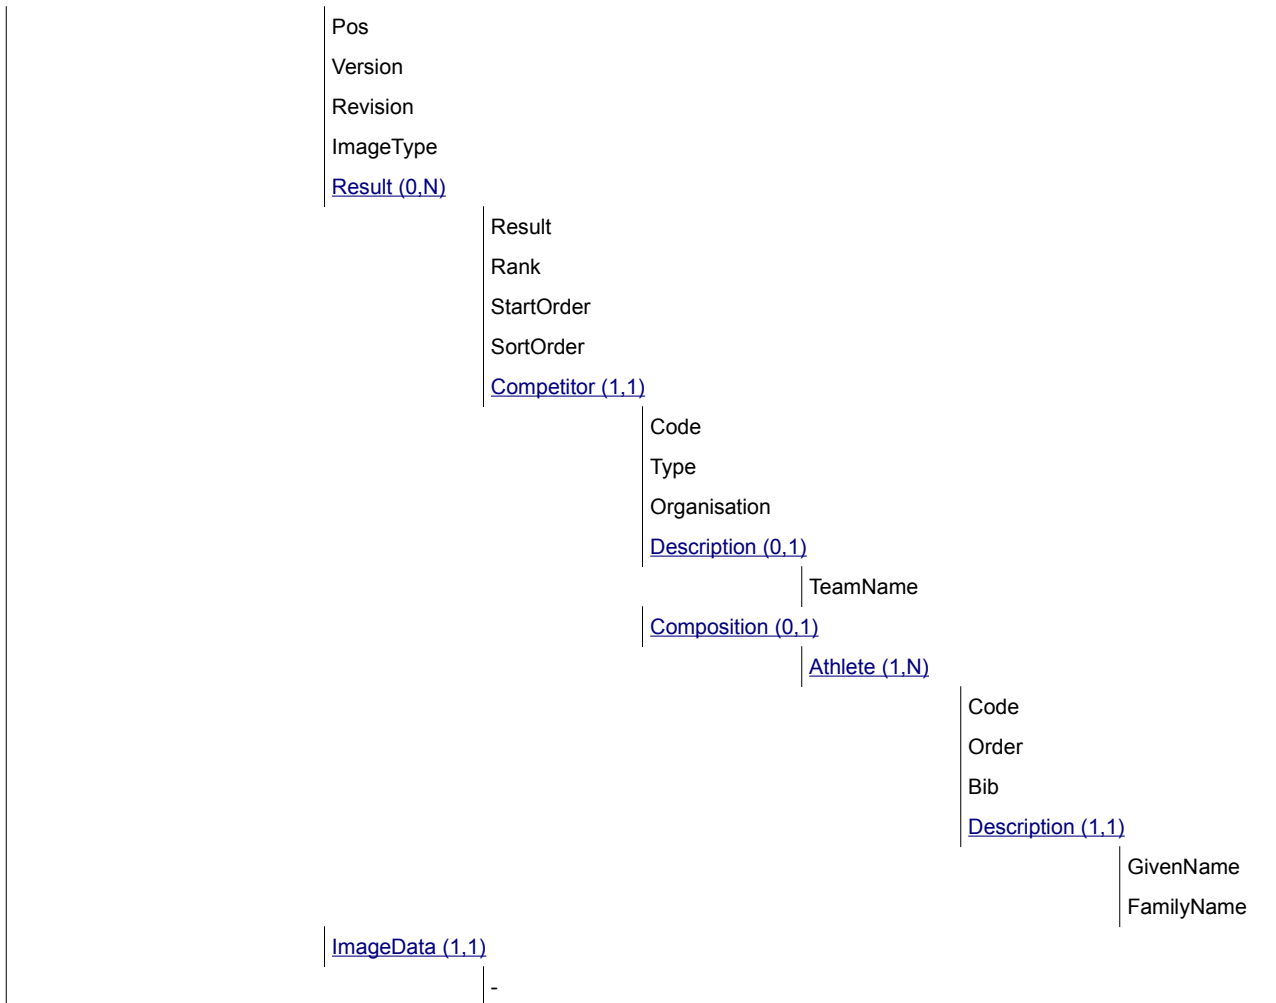 Pos
Version
Revision
ImageType
Result (0,N)
Result
Rank
StartOrder
SortOrder
Competitor (1,1)
Code
Type
Organisation
Description (0,1)
TeamName
Composition (0,1)
Athlete (1,N)
Code
Order
Bib
Description (1,1)
GivenName
FamilyName
ImageData (1,1)
-